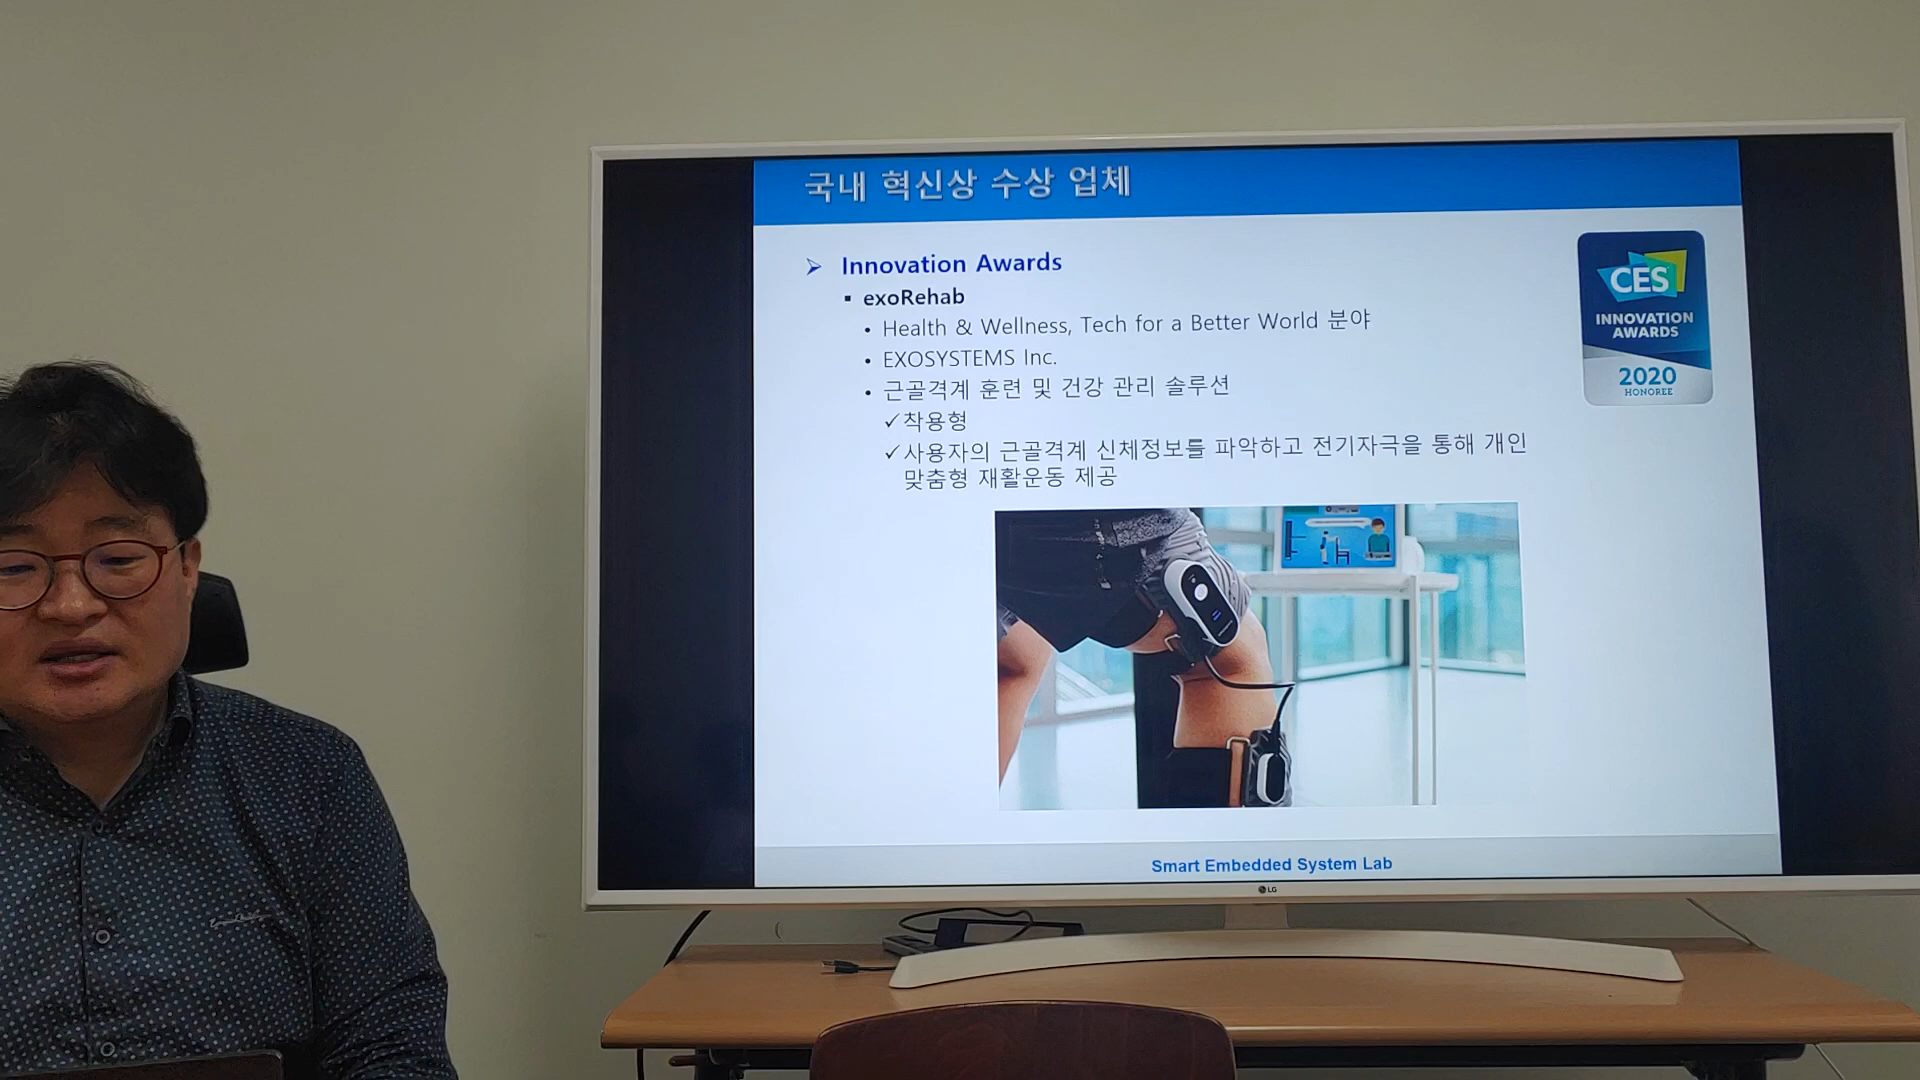 국내 혁신상 수상 업체
➢ Innovation Awards
▪ exoRehab
• Health & Wellness, Tech for a Better World 분야
• EXOSYSTEMS Inc.
• 근골격계 훈련 및 건강 관리 솔루션
✓착용형
✓사용자의 근골격계 신체정보를 파악하고 전기자극을 통해 개인
맞춤형 재활운동 제공
CES
INNOVATION
AWARDS
2020
HONOREE
Smart Embedded System Lab
LG